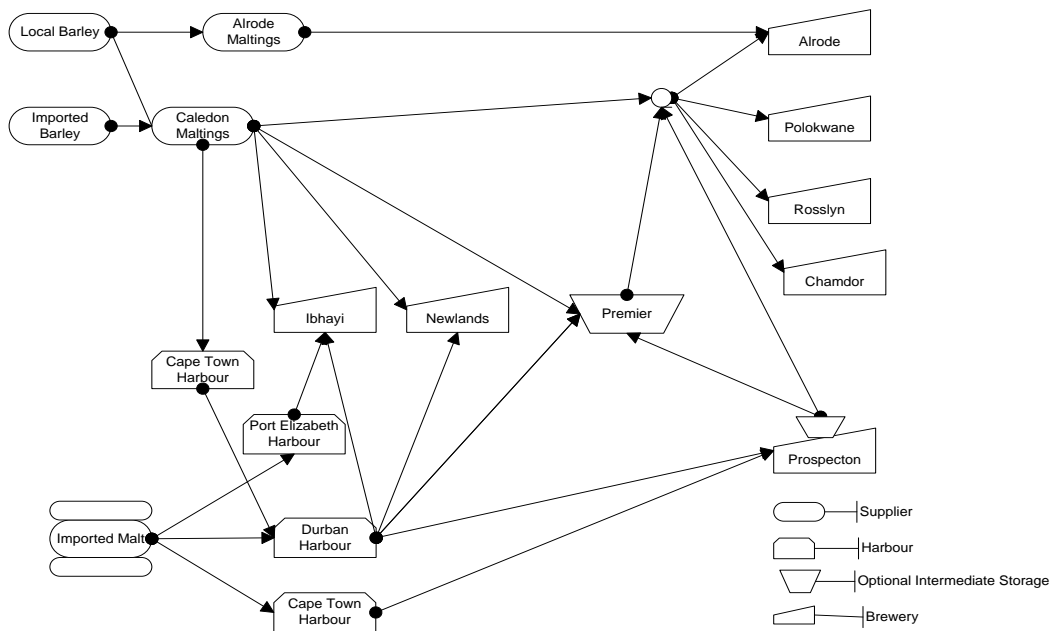 Local Barley
Alrode
Maltings
Alrode
Imported
Barley
Caledon
Maltings
Polokwane
Rosslyn
Chamdor
Ibhayi
Newlands
Premier
Cape Town
Harbour
Port Elizabeth
Harbour
Prospecton
Imported Malt
Durban
Harbour
Cape Town
Harbour
Supplier
Harbour
Optional Intermediate Storage
Brewery